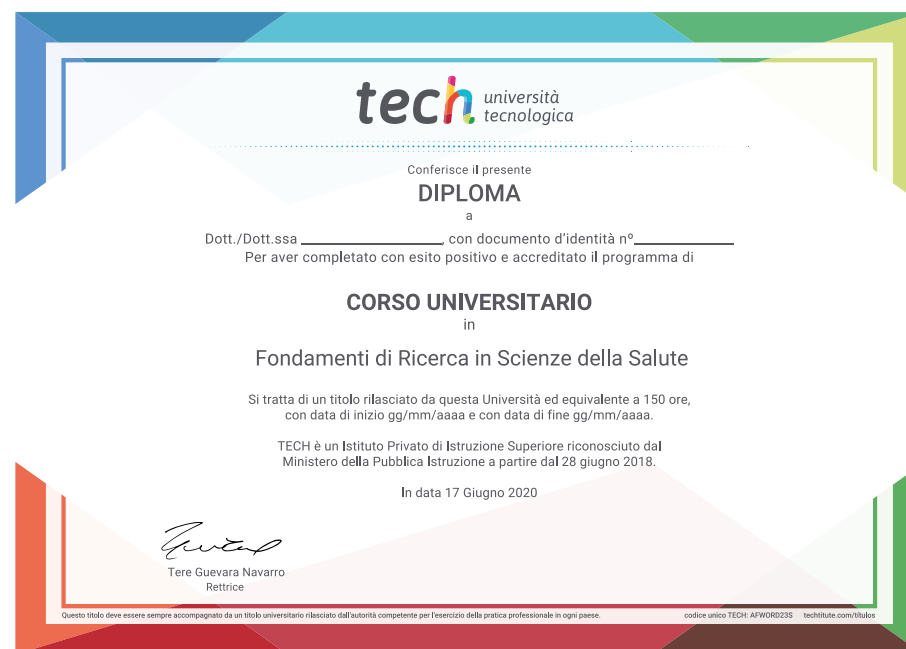 tech università
tecnologica
Conferisce il presente
DIPLOMA
a
Dott./Dott.ssa ____________________, con documento d'identità nº______________
Per aver completato con esito positivo e accreditato il programma di
CORSO UNIVERSITARIO
in
Fondamenti di Ricerca in Scienze della Salute
Si tratta di un titolo rilasciato da questa Università ed equivalente a 150 ore,
con data di inizio gg/mm/aaaa e con data di fine gg/mm/aaaa.
TECH è un Istituto Privato di Istruzione Superiore riconosciuto dal
Ministero della Pubblica Istruzione a partire dal 28 giugno 2018.
In data 17 Giugno 2020
Tere Guevara Navarro
Rettrice
Questo titolo deve essere sempre accompagnato da un titolo universitario rilasciato dall'autorità competente per l'esercizio della pratica professionale in ogni paese. codice unico TECH: AFWORD23S techtitute.com/titulos